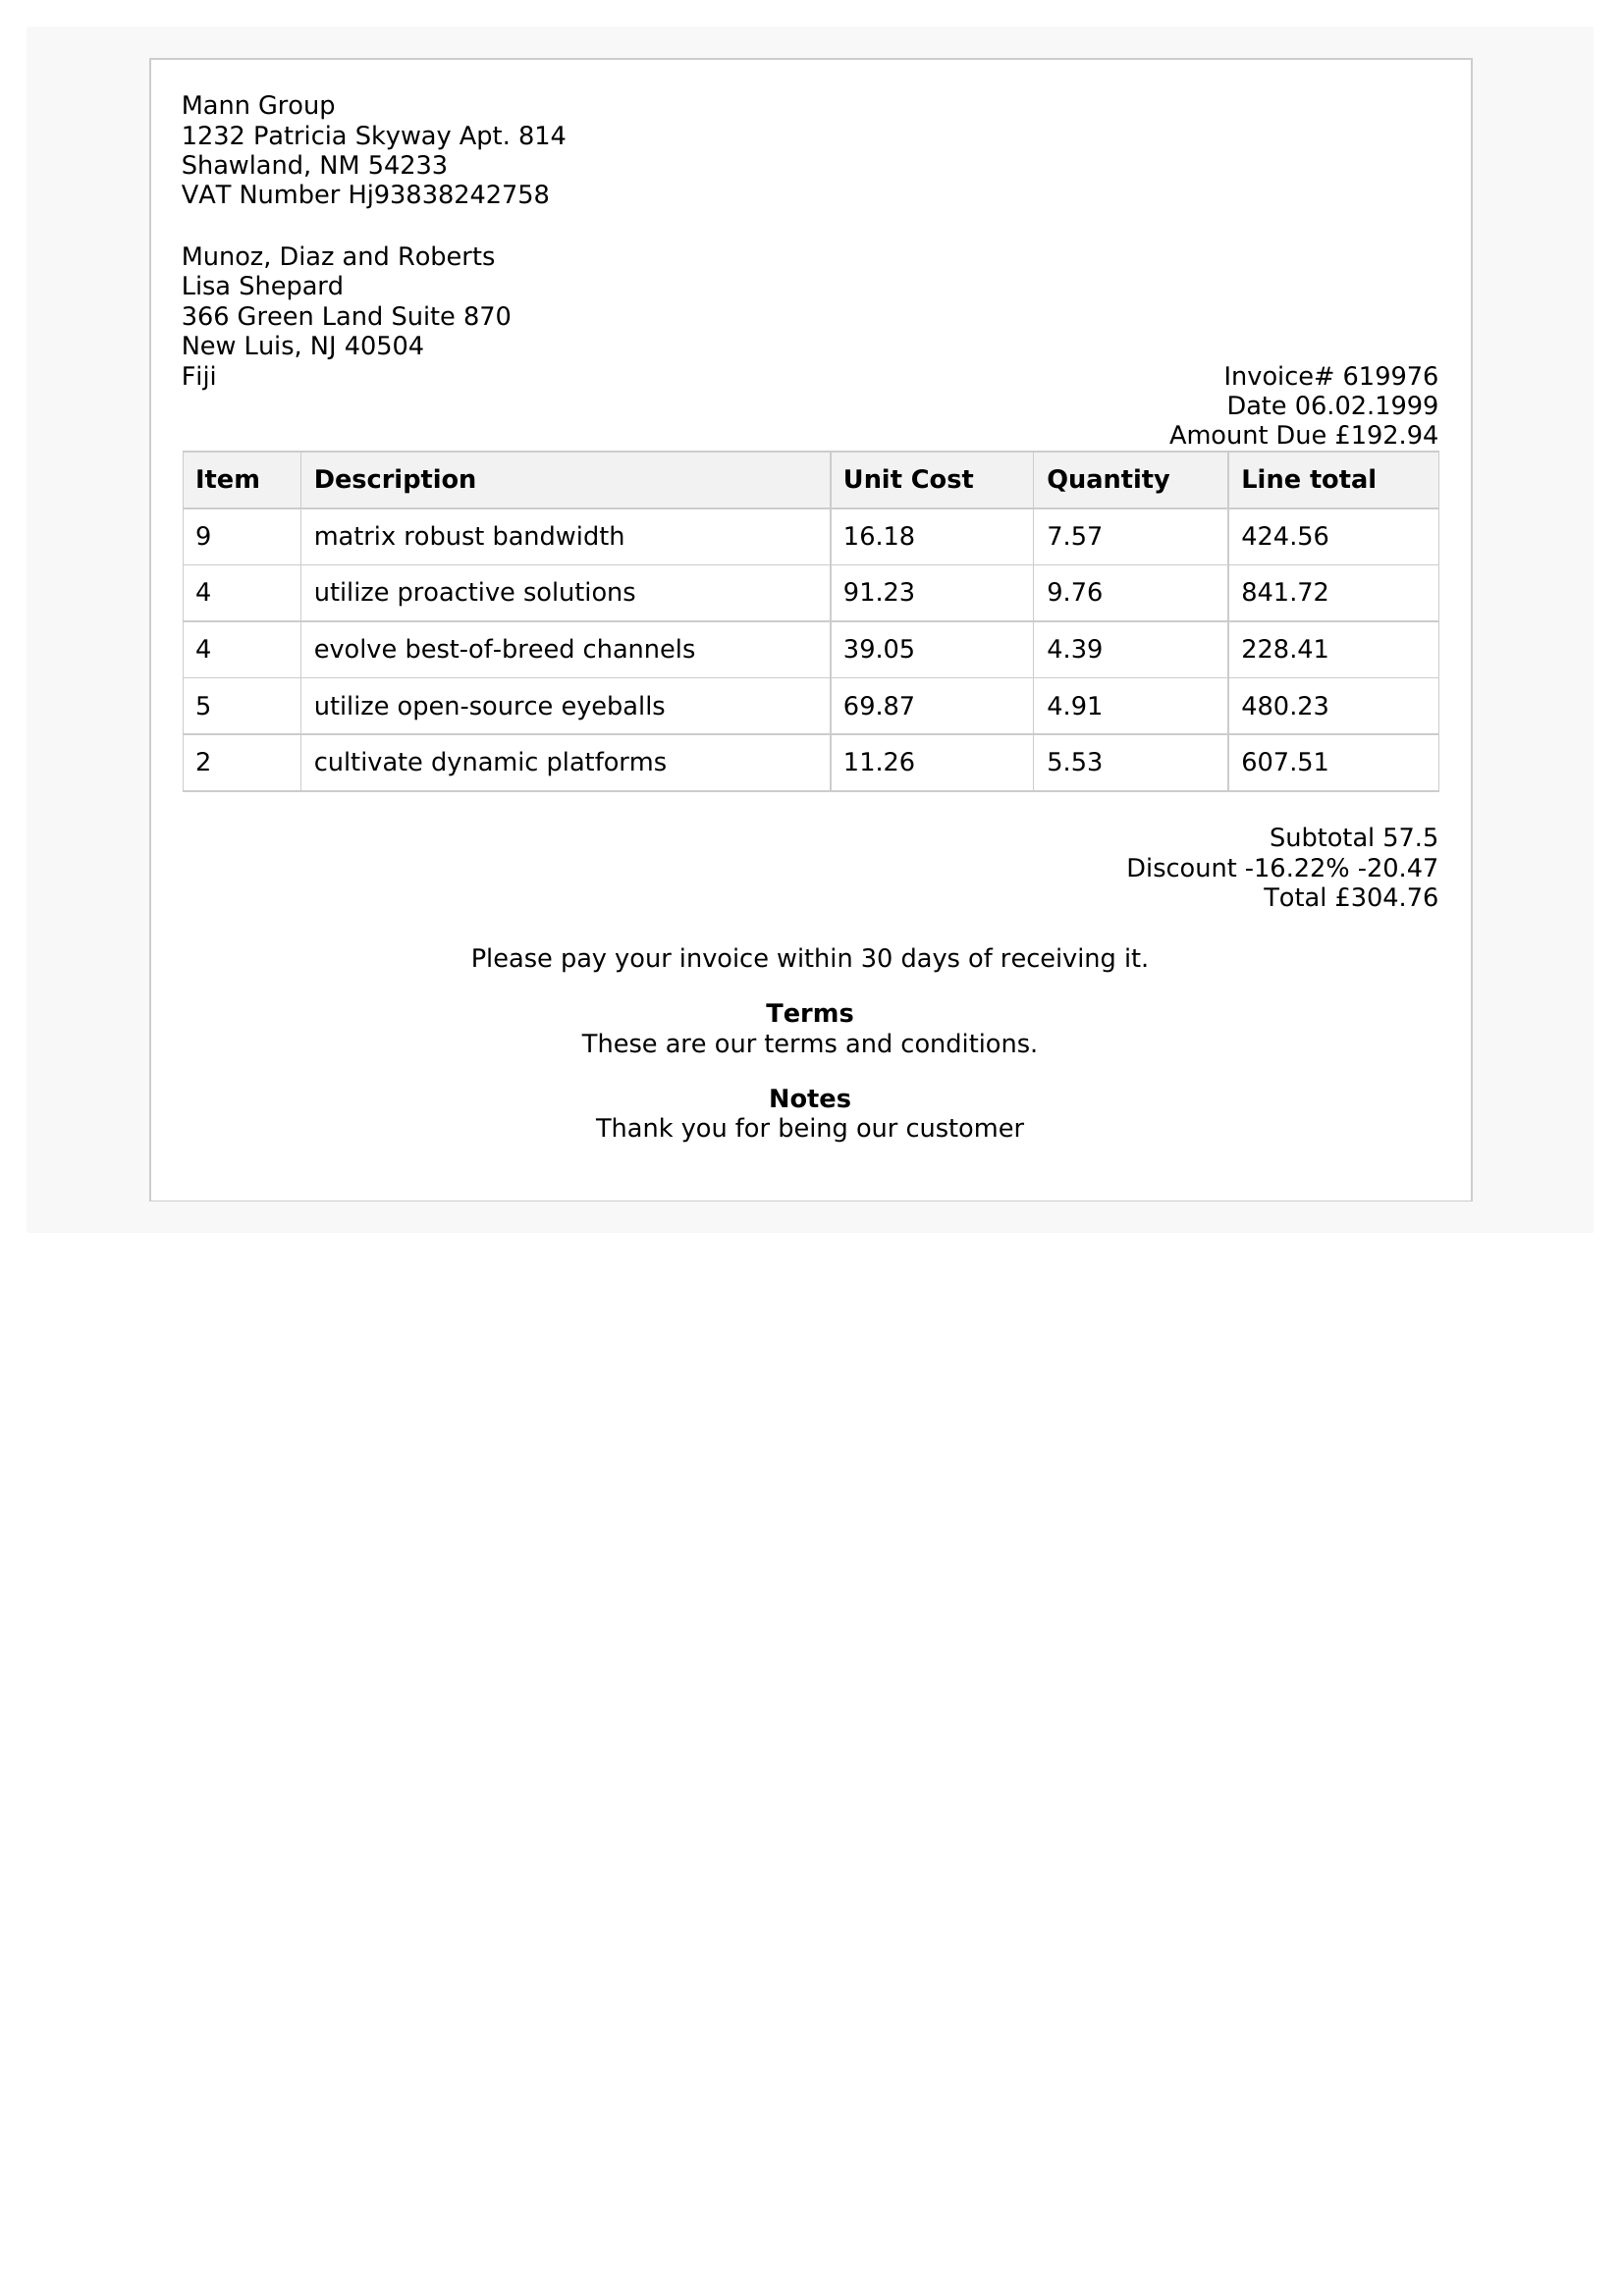 Mann Group
1232 Patricia Skyway Apt. 814
Shawland, NM 54233
VAT Number Hj93838242758
Munoz, Diaz and Roberts
Lisa Shepard
366 Green Land Suite 870
New Luis, NJ 40504
Fiji
Invoice# 619976
Date 06.02.1999
Amount Due £192.94
Item Description Unit Cost Quantity Line total
9 matrix robust bandwidth 16.18 7.57 424.56
4 utilize proactive solutions 91.23 9.76 841.72
4 evolve best-of-breed channels 39.05 4.39 228.41
5 utilize open-source eyeballs 69.87 4.91 480.23
2 cultivate dynamic platforms 11.26 5.53 607.51
Subtotal 57.5
Discount -16.22% -20.47
Total £304.76
Please pay your invoice within 30 days of receiving it.
Terms
These are our terms and conditions.
Notes
Thank you for being our customer